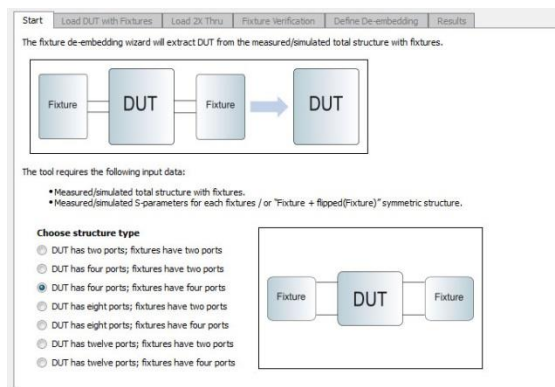 Start Load DUT with Fixtures Load 2X Thru Fixture Verification Define De-embedding Results
The fixture de-embedding wizard will extract DUT from the measured/simulated total structure with fixtures.
Fixture DUT Fixture DUT
The tool requires the following input data:
• Measured/simulated total structure with fixtures.
• Measured/simulated S-parameters for each fixtures / or "Fixture + flipped(Fixture)" symmetric structure.
Choose structure type
DUT has two ports; fixtures have two ports
DUT has four ports; fixtures have two ports
DUT has four ports; fixtures have four ports
DUT has eight ports; fixtures have two ports
DUT has eight ports; fixtures have four ports
DUT has twelve ports; fixtures have two ports
DUT has twelve ports; fixtures have four ports
Fixture DUT Fixture